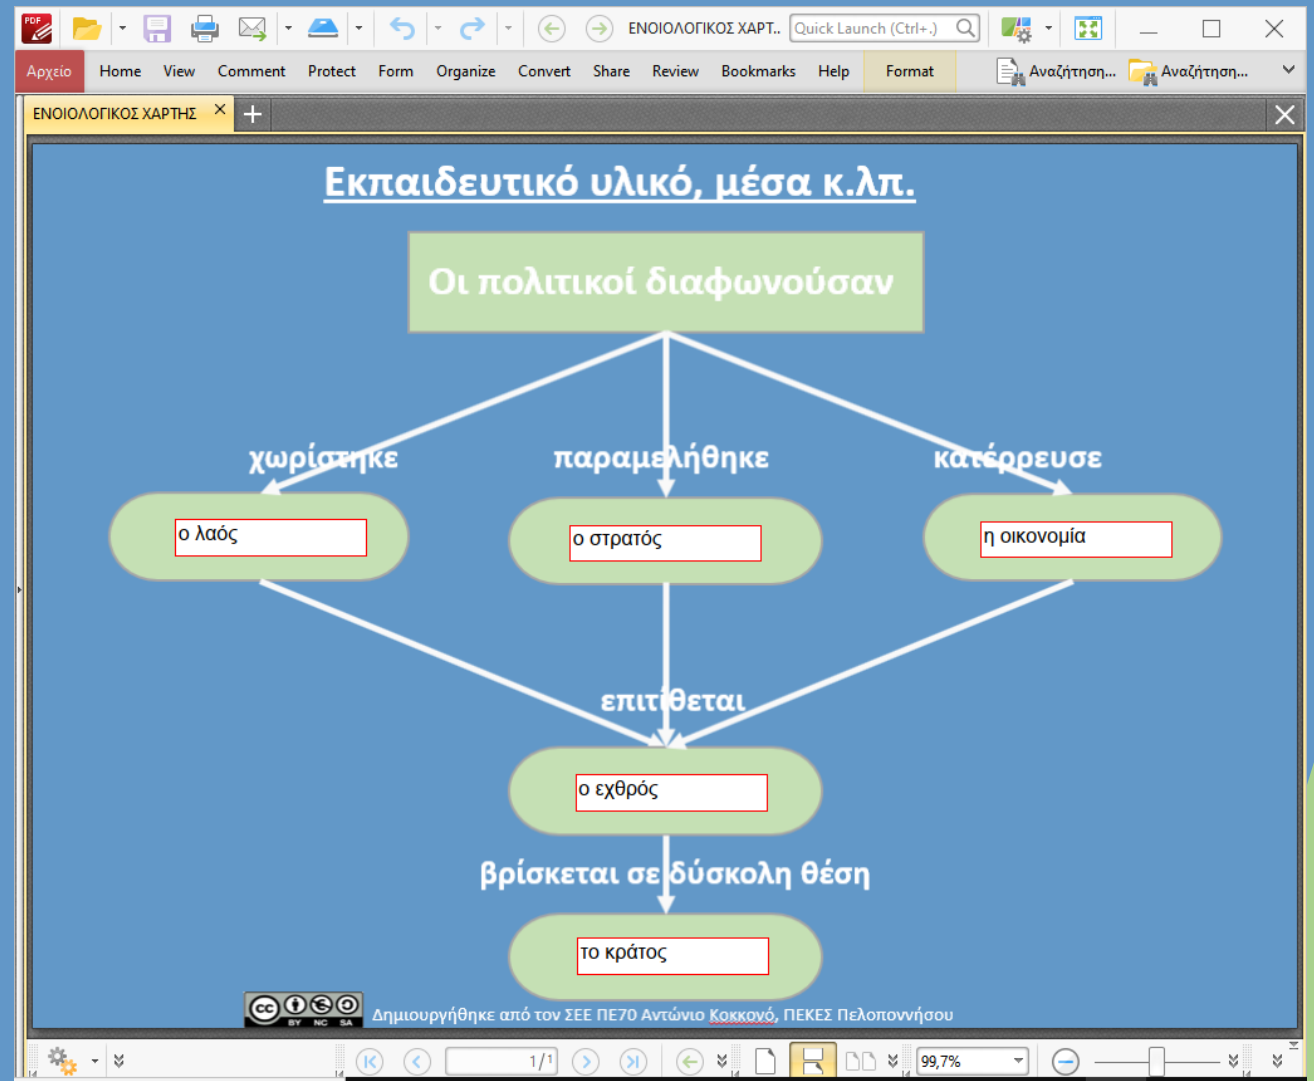 ΕΝΟΙΟΛΟΓΙΚΟΣ ΧΑΡΤ.. Quick Launch (Ctrl+.)
Αρχείο Home View Comment Protect Form Organize Convert Share Review Bookmarks Help Format Αναζήτηση... Αναζήτηση...
ΕΝΟΙΟΛΟΓΙΚΟΣ ΧΑΡΤΗΣ
Εκπαιδευτικό υλικό, μέσα κ.λπ.
Οι πολιτικοί διαφωνούσαν
χωρίστηκε παραμελήθηκε κατέρρευσε
ο λαός ο στρατός η οικονομία
επιτίθεται
ο εχθρός
βρίσκεται σε δύσκολη θέση
το κράτος
cc BY NC SA Δημιουργήθηκε από τον ΣΕΕ ΠΕ70 Αντώνιο Κοκκονό, ΠΕΚΕΣ Πελοποννήσου
1/1 99,7%